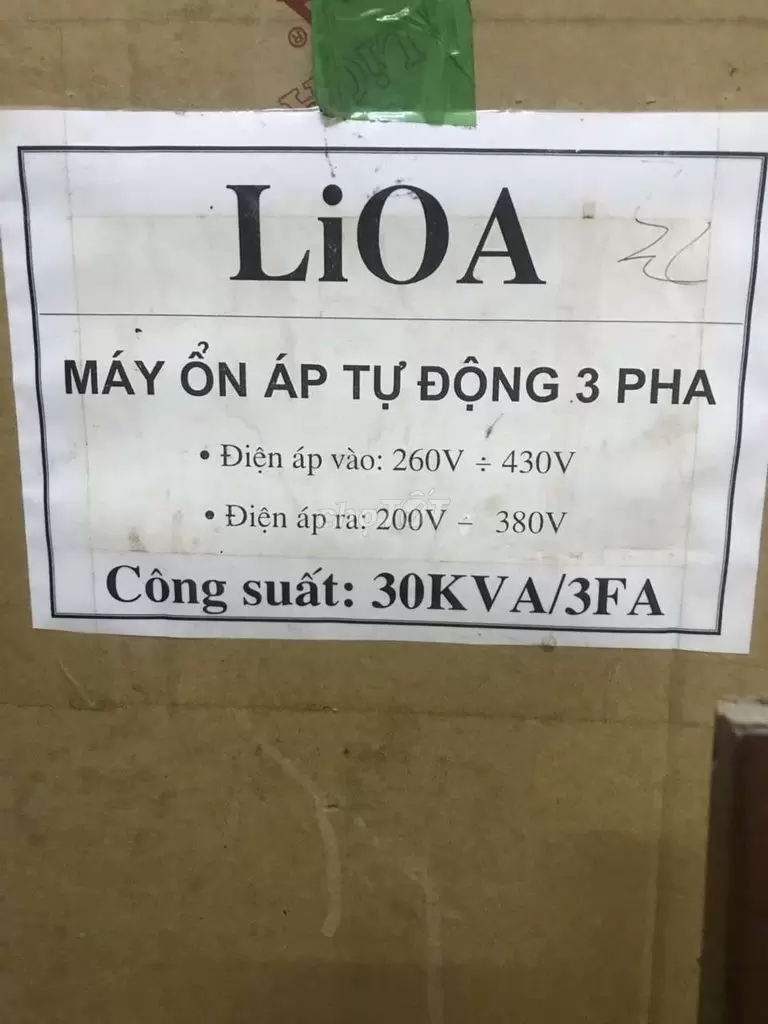 LiOA
MÁY ỔN ÁP TỰ ĐỘNG 3 PHA
• Điện áp vào: 260V ÷ 430V
• Điện áp ra: 200V ÷ 380V
Công suất: 30KVA/3FA